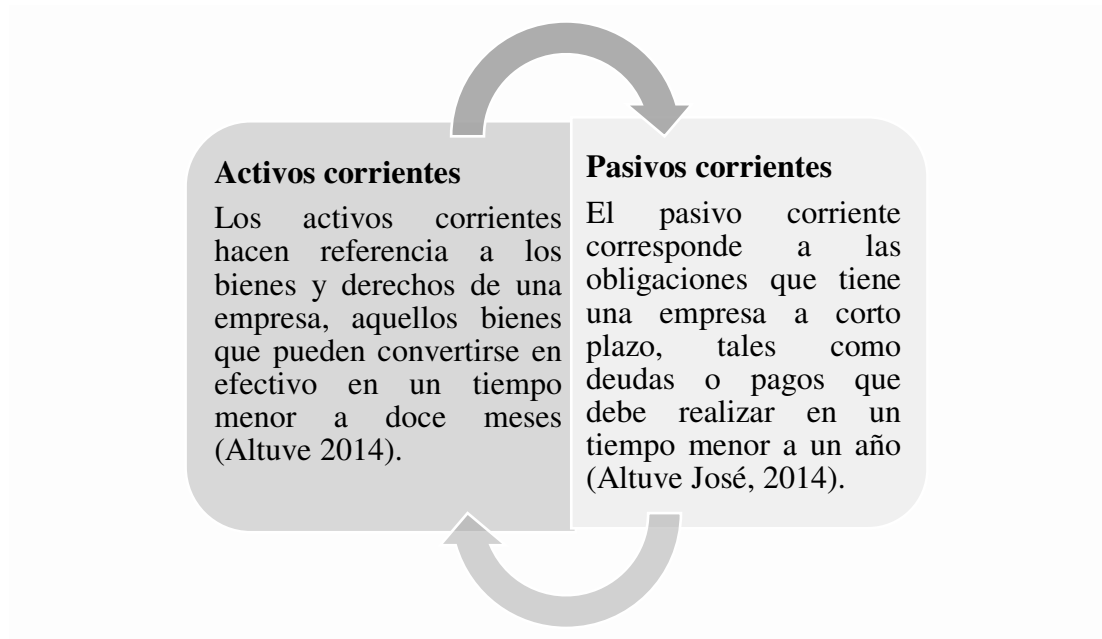 Activos corrientes
Los activos corrientes
hacen referencia a los
bienes y derechos de una
empresa, aquellos bienes
que pueden convertirse en
efectivo en un tiempo
menor a doce meses
(Altuve 2014).
Pasivos corrientes
El pasivo corriente
corresponde a las
obligaciones que tiene
una empresa a corto
plazo, tales como
deudas o pagos que
debe realizar en un
tiempo menor a un año
(Altuve José, 2014).